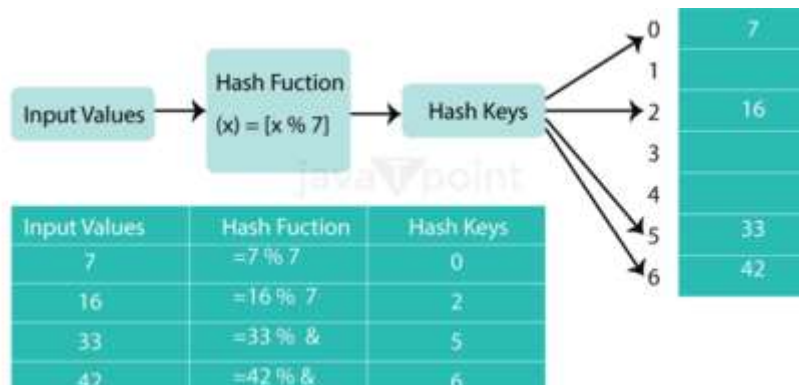 Input Values
Hash Fuction
(x) = [x % 7]
Hash Keys
0 7
1
2 16
3
4
5 33
6 42
javaTpoint
Input Values Hash Fuction Hash Keys
7 =7 % 7 0
16 =16 % 7 2
33 =33 % & 5
42 =42 % & 6